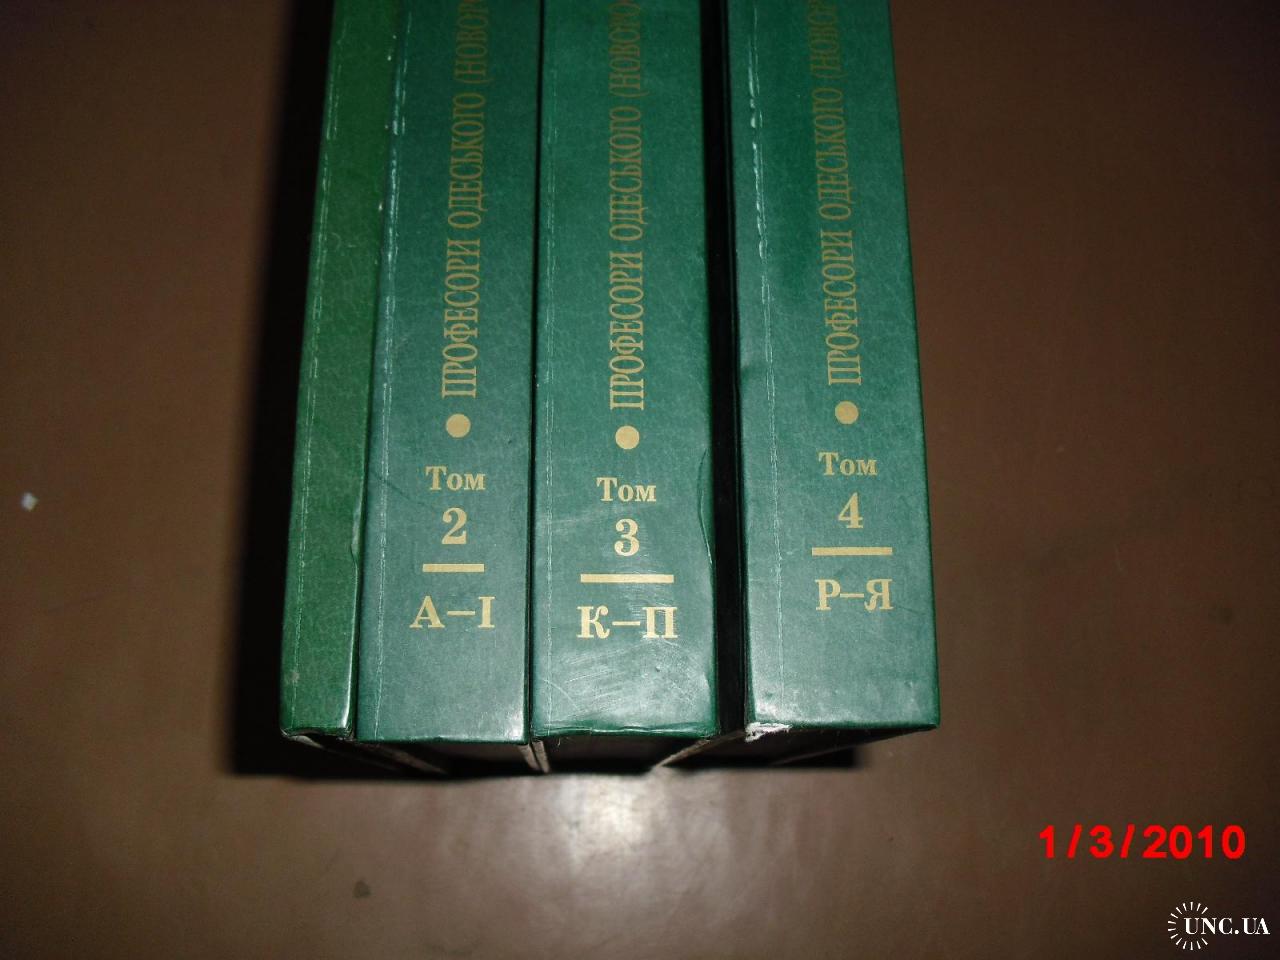 ПРОФЕСОРИ ОДЕСЬКОГО
Том
2
А–І
ПРОФЕСОРИ ОДЕСЬКОГО
Том
3
К–П
ПРОФЕСОРИ ОДЕСЬКОГО
Том
4
Р–Я
1/3/2010
UNC.UA